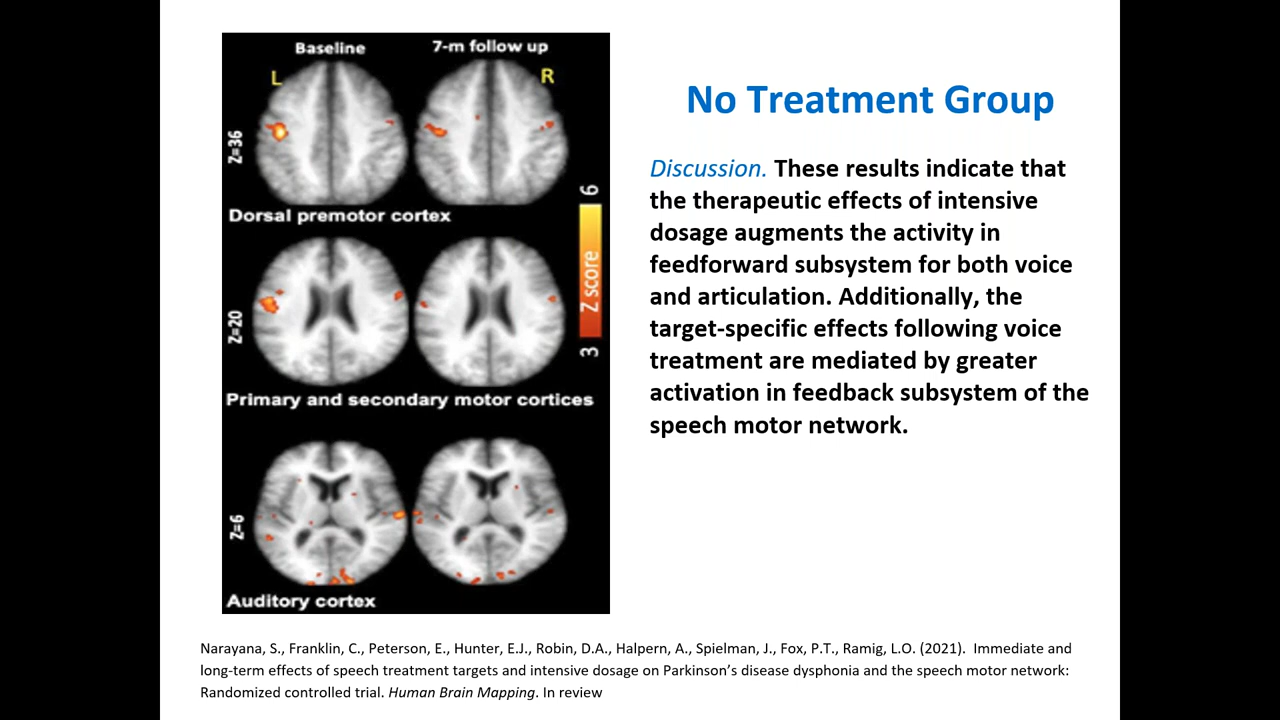 Baseline
7-m follow up
L
R
Z=36
Dorsal premotor cortex
6
Z score
3
Z=20
Primary and secondary motor cortices
Z=6
Auditory cortex
No Treatment Group
Discussion. These results indicate that
the therapeutic effects of intensive
dosage augments the activity in
feedforward subsystem for both voice
and articulation. Additionally, the
target-specific effects following voice
treatment are mediated by greater
activation in feedback subsystem of the
speech motor network.
Narayana, S., Franklin, C., Peterson, E., Hunter, E.J., Robin, D.A., Halpern, A., Spielman, J., Fox, P.T., Ramig, L.O. (2021).  Immediate and
long-term effects of speech treatment targets and intensive dosage on Parkinson’s disease dysphonia and the speech motor network:
Randomized controlled trial. Human Brain Mapping. In review